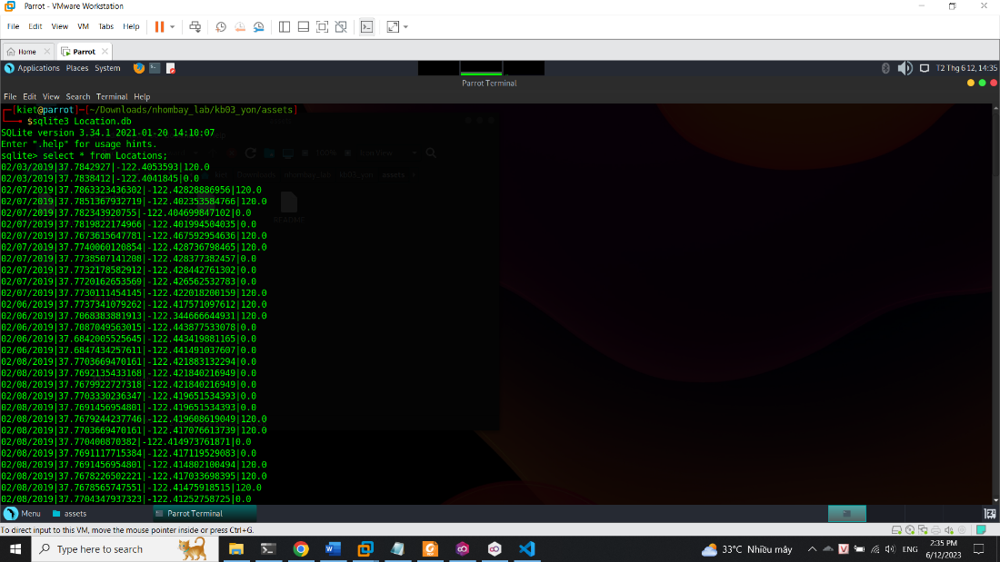 Parrot - VMware Workstation
File Edit View VM Tabs Help
Home Parrot
Applications Places System T2 Thg 6 12, 14:35
Parrot Terminal
File Edit View Search Terminal Help
[kiet@parrot]─[~/Downloads/nhombay_lab/kb03_yon/assets]
$sqlite3 Location.db
SQLite version 3.34.1 2021-01-20 14:10:07
Enter ".help" for usage hints.
sqlite> select * from Locations;
02/03/2019|37.7842927|-122.4053593|120.0
02/03/2019|37.7838412|-122.4041845|0.0
02/07/2019|37.7863323436302|-122.42828886956|120.0
02/07/2019|37.7851367932719|-122.402353584766|120.0
02/07/2019|37.782343920755|-122.404699847102|0.0
02/07/2019|37.7819822174966|-122.401994504035|0.0
02/07/2019|37.7673615647781|-122.467592954636|120.0
02/07/2019|37.7740060120854|-122.428736798465|120.0
02/07/2019|37.7738507141208|-122.428377382457|0.0
02/07/2019|37.7732178582912|-122.428442761302|0.0
02/07/2019|37.7720162653569|-122.426562532783|0.0
02/07/2019|37.7730111454145|-122.422018200159|120.0
02/06/2019|37.7737341079262|-122.417571097612|120.0
02/06/2019|37.7068383881913|-122.344666644931|120.0
02/06/2019|37.7087049563015|-122.443877533078|0.0
02/06/2019|37.6842005525645|-122.443419881165|0.0
02/06/2019|37.6847434257611|-122.441491037607|0.0
02/08/2019|37.7703669470161|-122.421883132294|0.0
02/08/2019|37.7692135433168|-122.421840216949|0.0
02/08/2019|37.7679922727318|-122.421840216949|0.0
02/08/2019|37.7703330236347|-122.419651534393|0.0
02/08/2019|37.7691456954801|-122.419651534393|0.0
02/08/2019|37.7679244237746|-122.419608619049|120.0
02/08/2019|37.7703669470161|-122.417076613739|120.0
02/08/2019|37.770400870382|-122.414973761871|0.0
02/08/2019|37.7691117715384|-122.417119529083|0.0
02/08/2019|37.7691456954801|-122.414802100494|120.0
02/08/2019|37.7678226502221|-122.417033698395|120.0
02/08/2019|37.7678565747551|-122.41475918515|120.0
02/08/2019|37.7704347937323|-122.41252758725|0.0
Menu assets Parrot Terminal
To direct input to this VM, move the mouse pointer inside or press Ctrl+G.
Type here to search 33°C Nhiều mây ENG 2:35 PM
6/12/2023